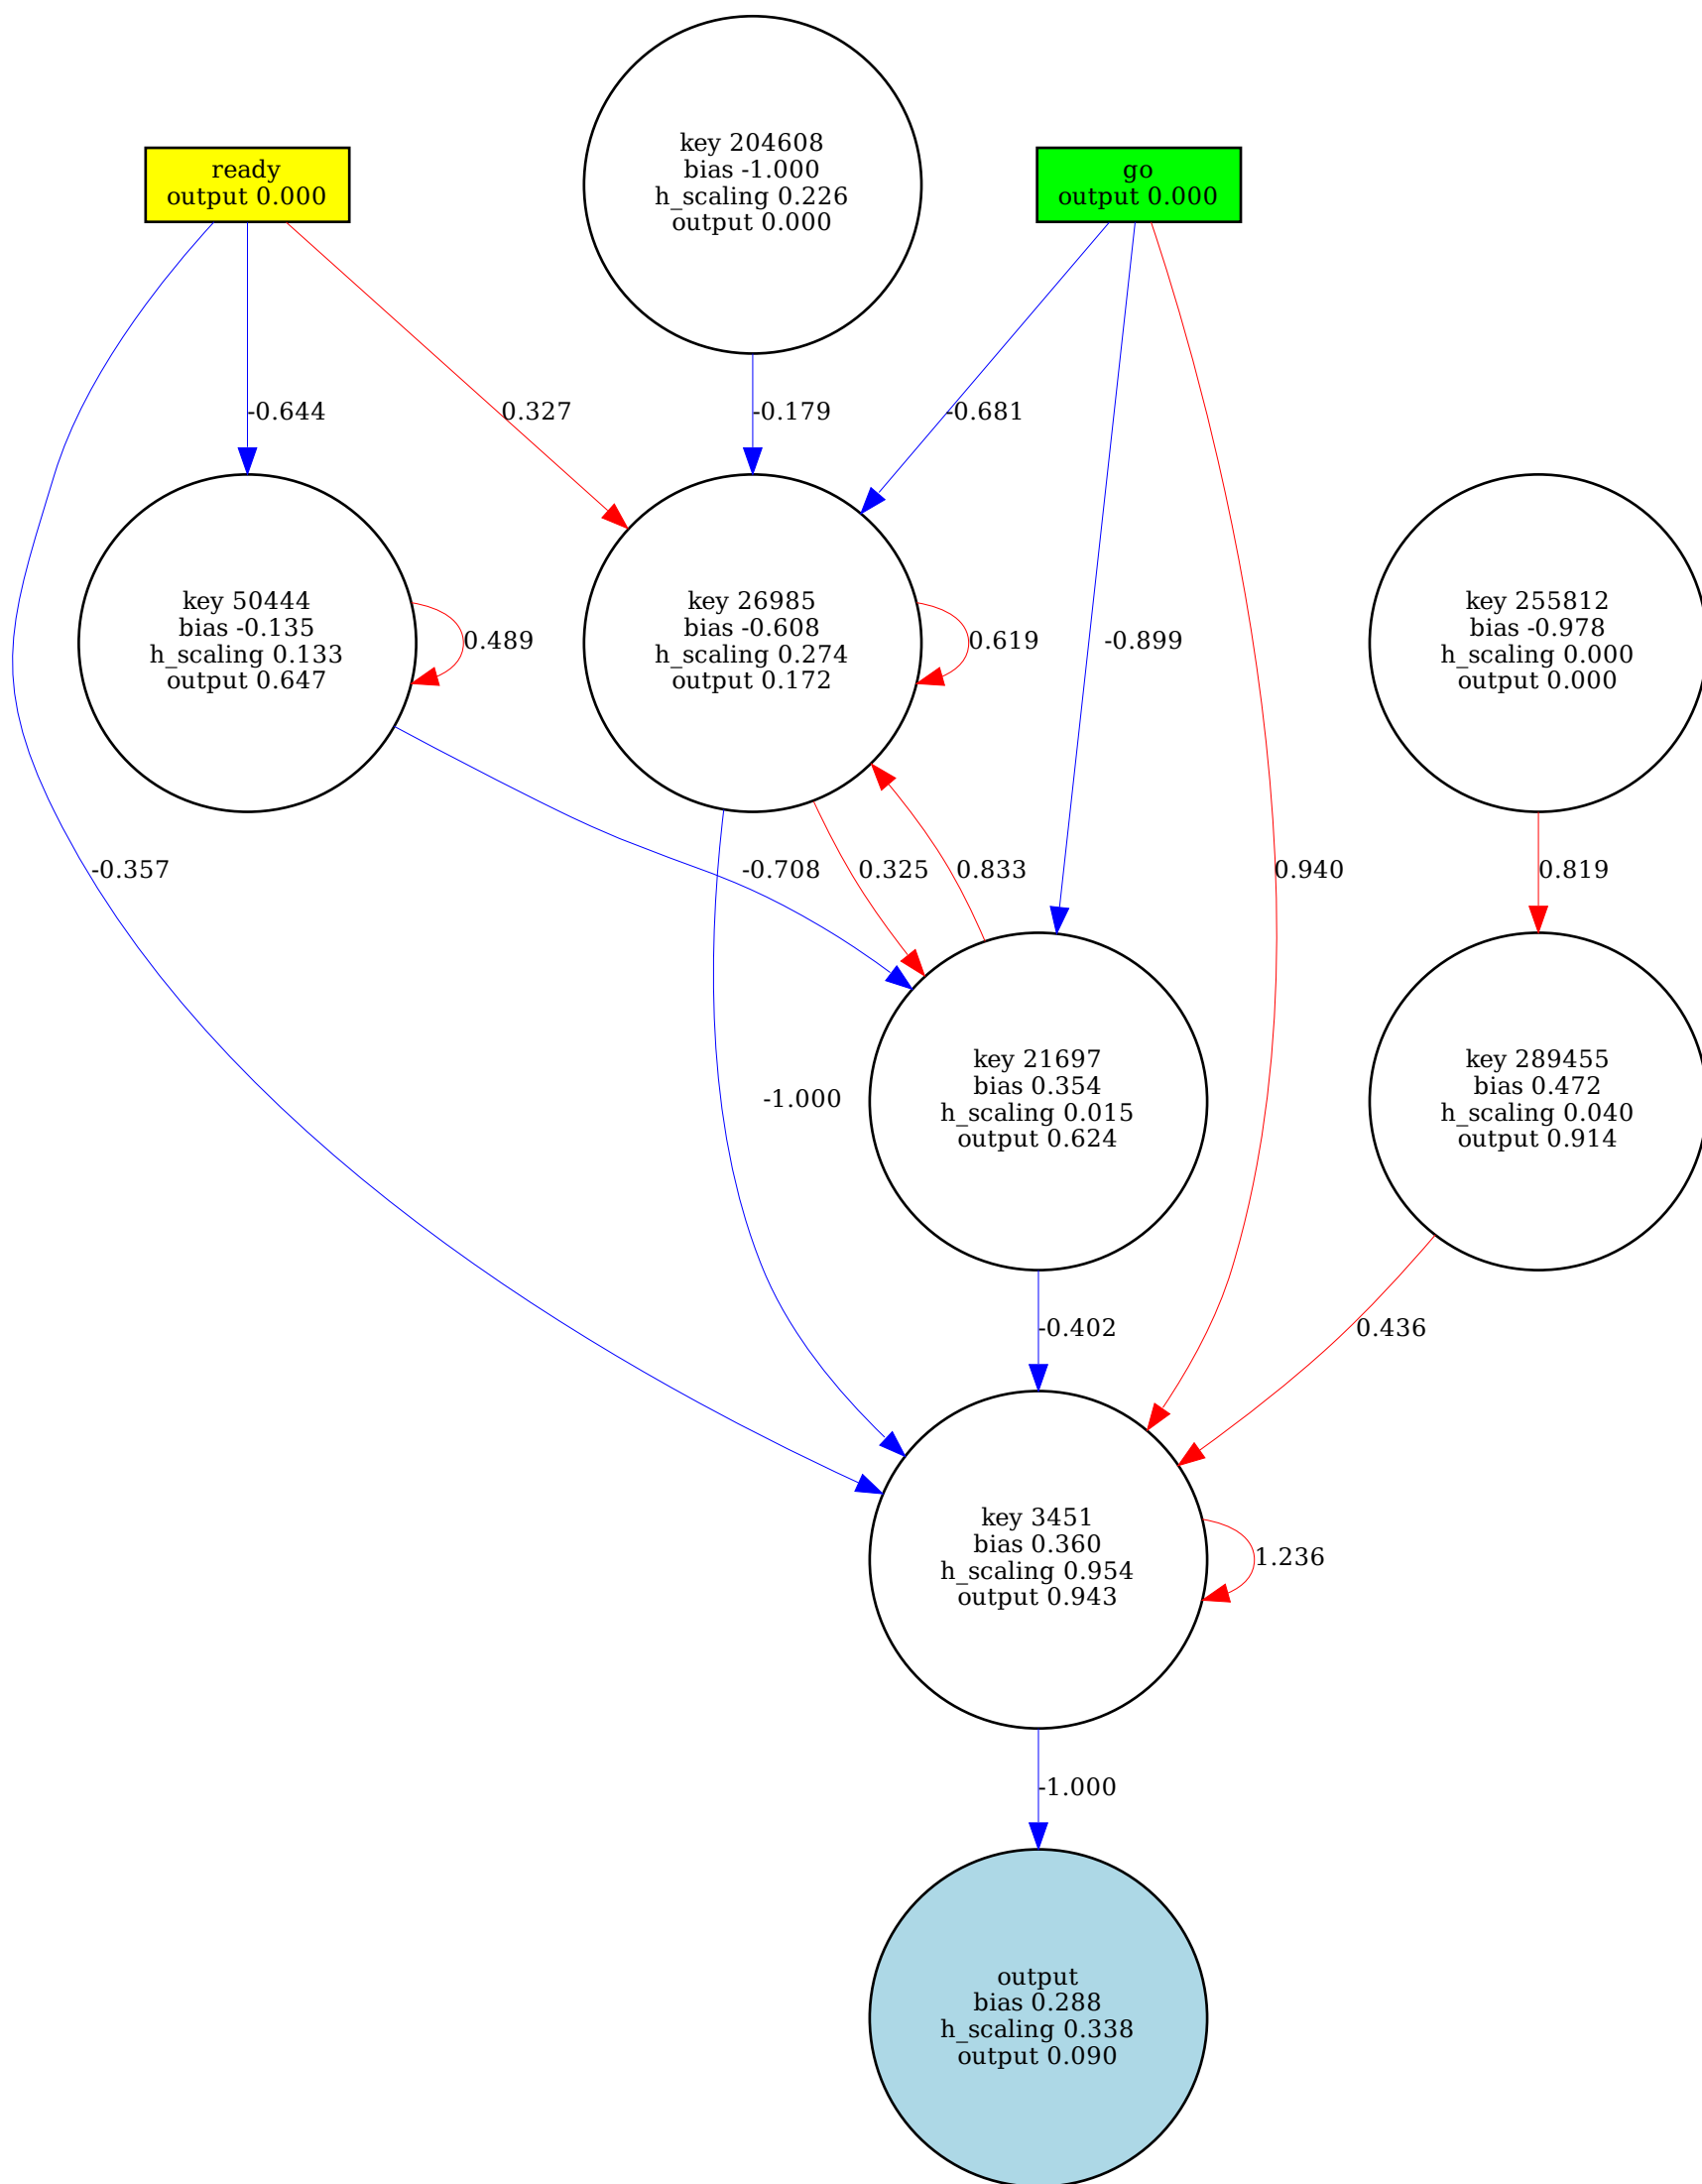 key 204608
bias -1.000
h_scaling 0.226
output 0.000
ready
output 0.000
go
output 0.000
-0.644
0.327
-0.179
-0.681
key 50444
bias -0.135
h_scaling 0.133
output 0.647
0.489
key 26985
bias -0.608
h_scaling 0.274
output 0.172
0.619
-0.899
key 255812
bias -0.978
h_scaling 0.000
output 0.000
-0.357
-0.708
0.325
0.833
0.940
0.819
-1.000
key 21697
bias 0.354
h_scaling 0.015
output 0.624
key 289455
bias 0.472
h_scaling 0.040
output 0.914
-0.402
0.436
key 3451
bias 0.360
h_scaling 0.954
output 0.943
1.236
-1.000
output
bias 0.288
h_scaling 0.338
output 0.090